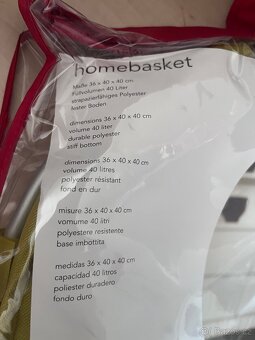 homebasket
Maße 36 x 40 x 40 cm
Füllvolumen 40 Liter
strapazierfähiges Polyester
fester Boden
dimensions 36 x 40 x 40 cm
volume 40 liter
durable polyester
stiff bottom
dimensions 36 x 40 x 40 cm
volume 40 litres
polyester résistant
fond en dur
misure 36 x 40 x 40 cm
vomume 40 litri
polyestere resistente
base imbottita
medidas 36 x 40 x 40 cm
capacidad 40 litros
poliester duradero
fondo duro